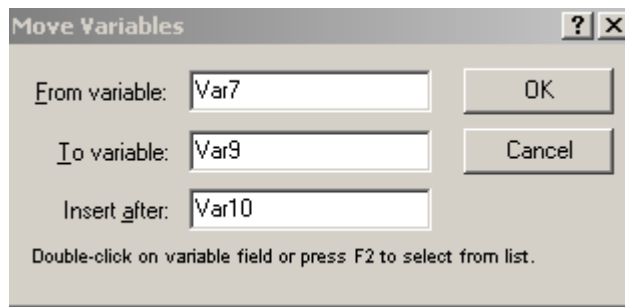 Move Variables
From variable: Var7 OK
To variable: Var9 Cancel
Insert after: Var10
Double-click on variable field or press F2 to select from list.